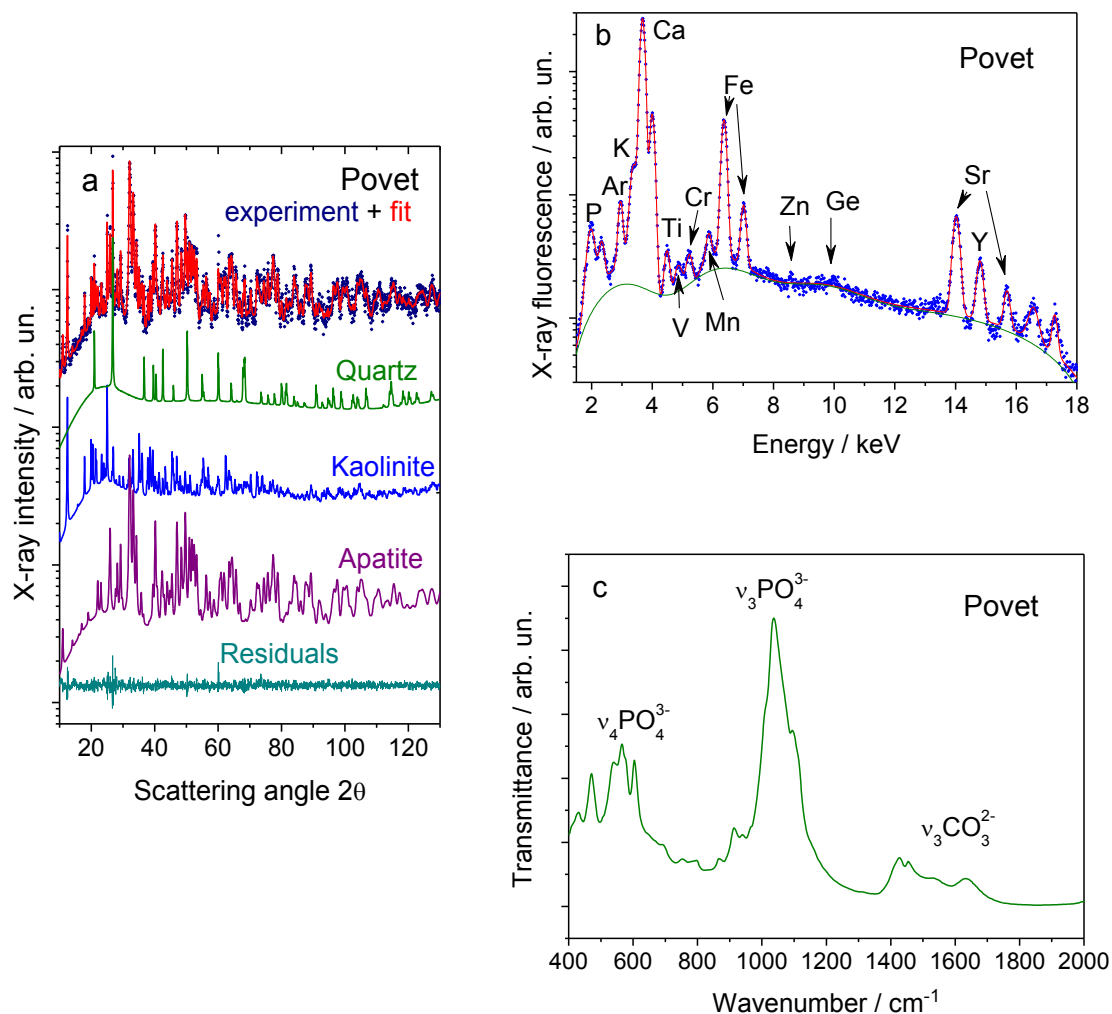 a
Povet
experiment + fit
Quartz
Kaolinite
Apatite
Residuals
X-ray intensity / arb. un.
20 40 60 80 100 120
Scattering angle 2θ
b
Povet
Ca
Fe
K
Ar
P
Ti
Cr
V
Mn
Zn
Ge
Sr
Y
X-ray fluorescence / arb. un.
2 4 6 8 10 12 14 16 18
Energy / keV
c
Povet
ν₃PO₄³⁻
ν₄PO₄³⁻
ν₃CO₃²⁻
Transmittance / arb. un.
400 600 800 1000 1200 1400 1600 1800 2000
Wavenumber / cm⁻¹